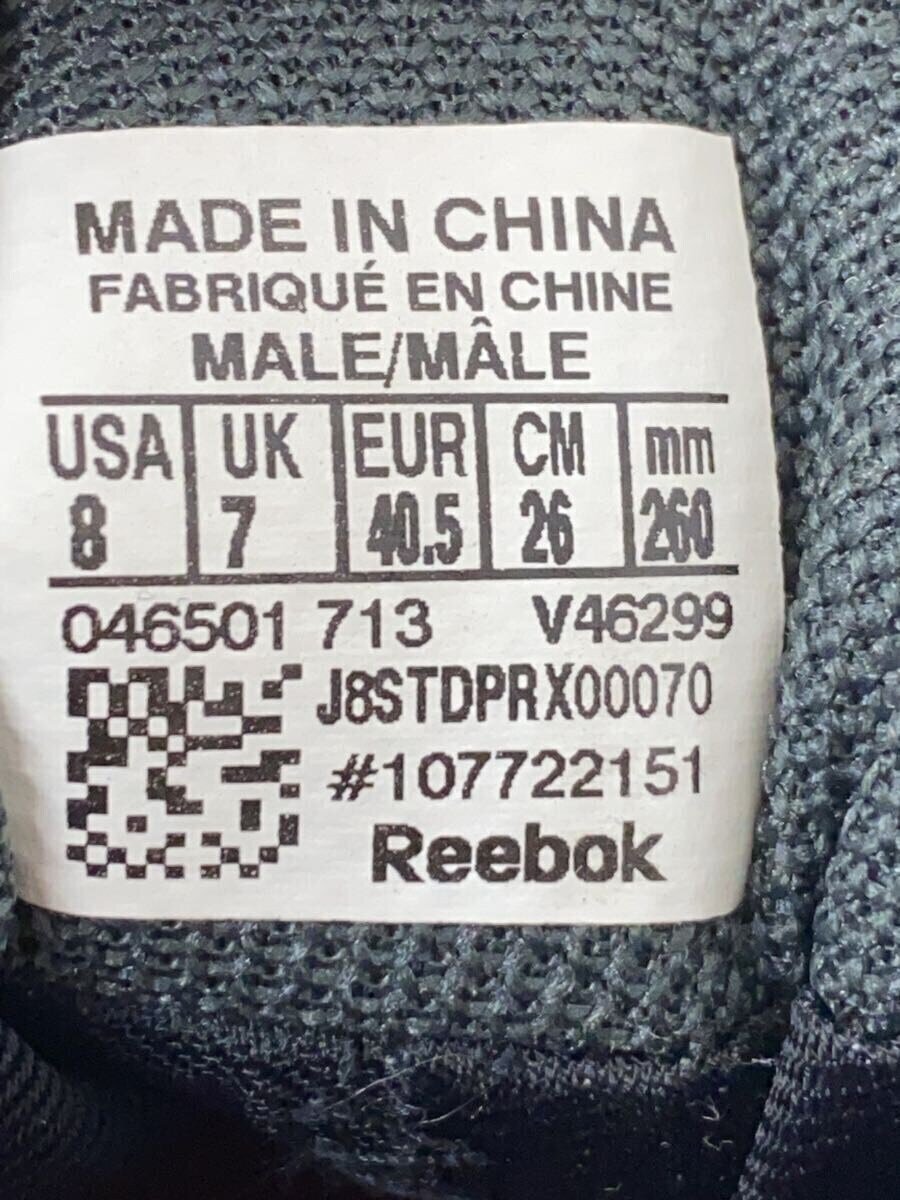 MADE IN CHINA
FABRIQUÉ EN CHINE
MALE/MÂLE
USA UK EUR CM mm
8 7 40.5 26 260
046501 713 V46299
J8STDPRX00070
#107722151
Reebok